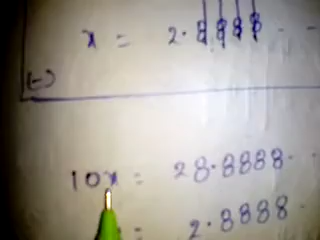 x = 2.8888 - -
(-)
10x = 28.8888..
= 2.8888-